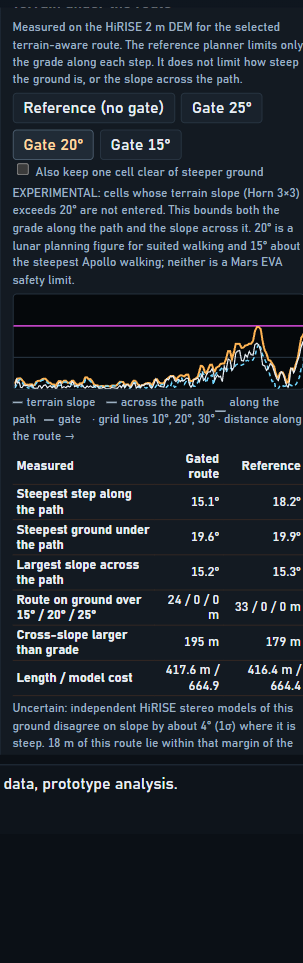 Measured on the HiRISE 2 m DEM for the selected
terrain-aware route. The reference planner limits only
the grade along each step. It does not limit how steep
the ground is, or the slope across the path.
Reference (no gate) Gate 25°
Gate 20° Gate 15°
Also keep one cell clear of steeper ground
EXPERIMENTAL: cells whose terrain slope (Horn 3×3)
exceeds 20° are not entered. This bounds both the
grade along the path and the slope across it. 20° is a
lunar planning figure for suited walking and 15° about
the steepest Apollo walking; neither is a Mars EVA
safety limit.
— terrain slope — across the path — along the
path — gate · grid lines 10°, 20°, 30° · distance along
the route →
Measured Gated route Reference
Steepest step along the path 15.1° 18.2°
Steepest ground under the path 19.6° 19.9°
Largest slope across the path 15.2° 15.3°
Route on ground over 15° / 20° / 25° 24 / 0 / 0 m 33 / 0 / 0 m
Cross-slope larger than grade 195 m 179 m
Length / model cost 417.6 m / 664.9 416.4 m / 664.4
Uncertain: independent HiRISE stereo models of this
ground disagree on slope by about 4° (1σ) where it is
steep. 18 m of this route lie within that margin of the
data, prototype analysis.